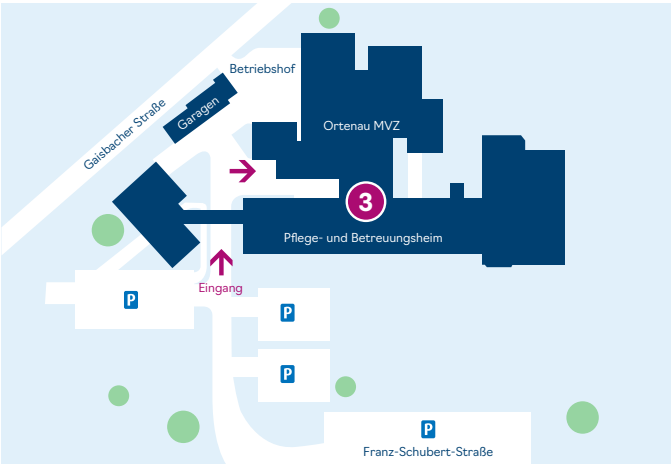 Betriebshof
Garagen
Gaisbacher Straße
Ortenau MVZ
3
Pflege- und Betreuungsheim
Eingang
P
P
P
P
Franz-Schubert-Straße